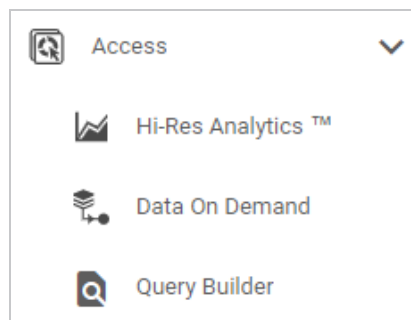 Access
Hi-Res Analytics ™
Data On Demand
Query Builder